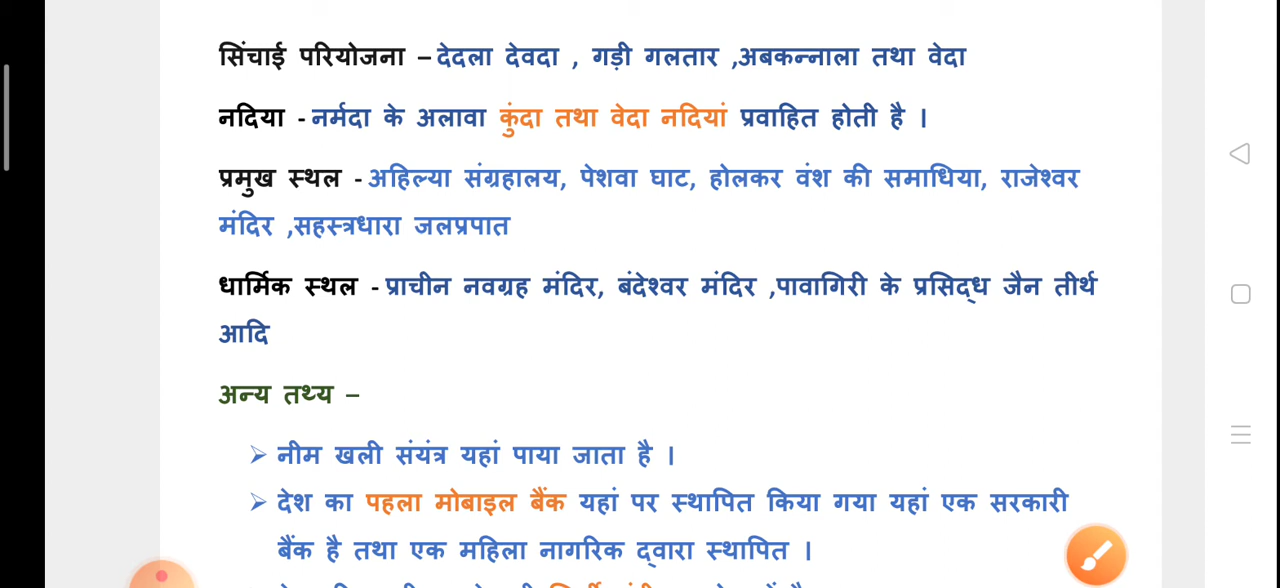 सिंचाई परियोजना – देदला देवदा , गड़ी गलतार ,अबकन्नाला तथा वेदा
नदिया - नर्मदा के अलावा कुंदा तथा वेदा नदियां प्रवाहित होती है ।
प्रमुख स्थल - अहिल्या संग्रहालय, पेशवा घाट, होलकर वंश की समाधिया, राजेश्वर
मंदिर ,सहस्त्रधारा जलप्रपात
धार्मिक स्थल - प्राचीन नवग्रह मंदिर, बंदेश्वर मंदिर ,पावागिरी के प्रसिद्ध जैन तीर्थ
आदि
अन्य तथ्य –
➢ नीम खली संयंत्र यहां पाया जाता है ।
➢ देश का पहला मोबाइल बैंक यहां पर स्थापित किया गया यहां एक सरकारी
बैंक है तथा एक महिला नागरिक द्वारा स्थापित ।